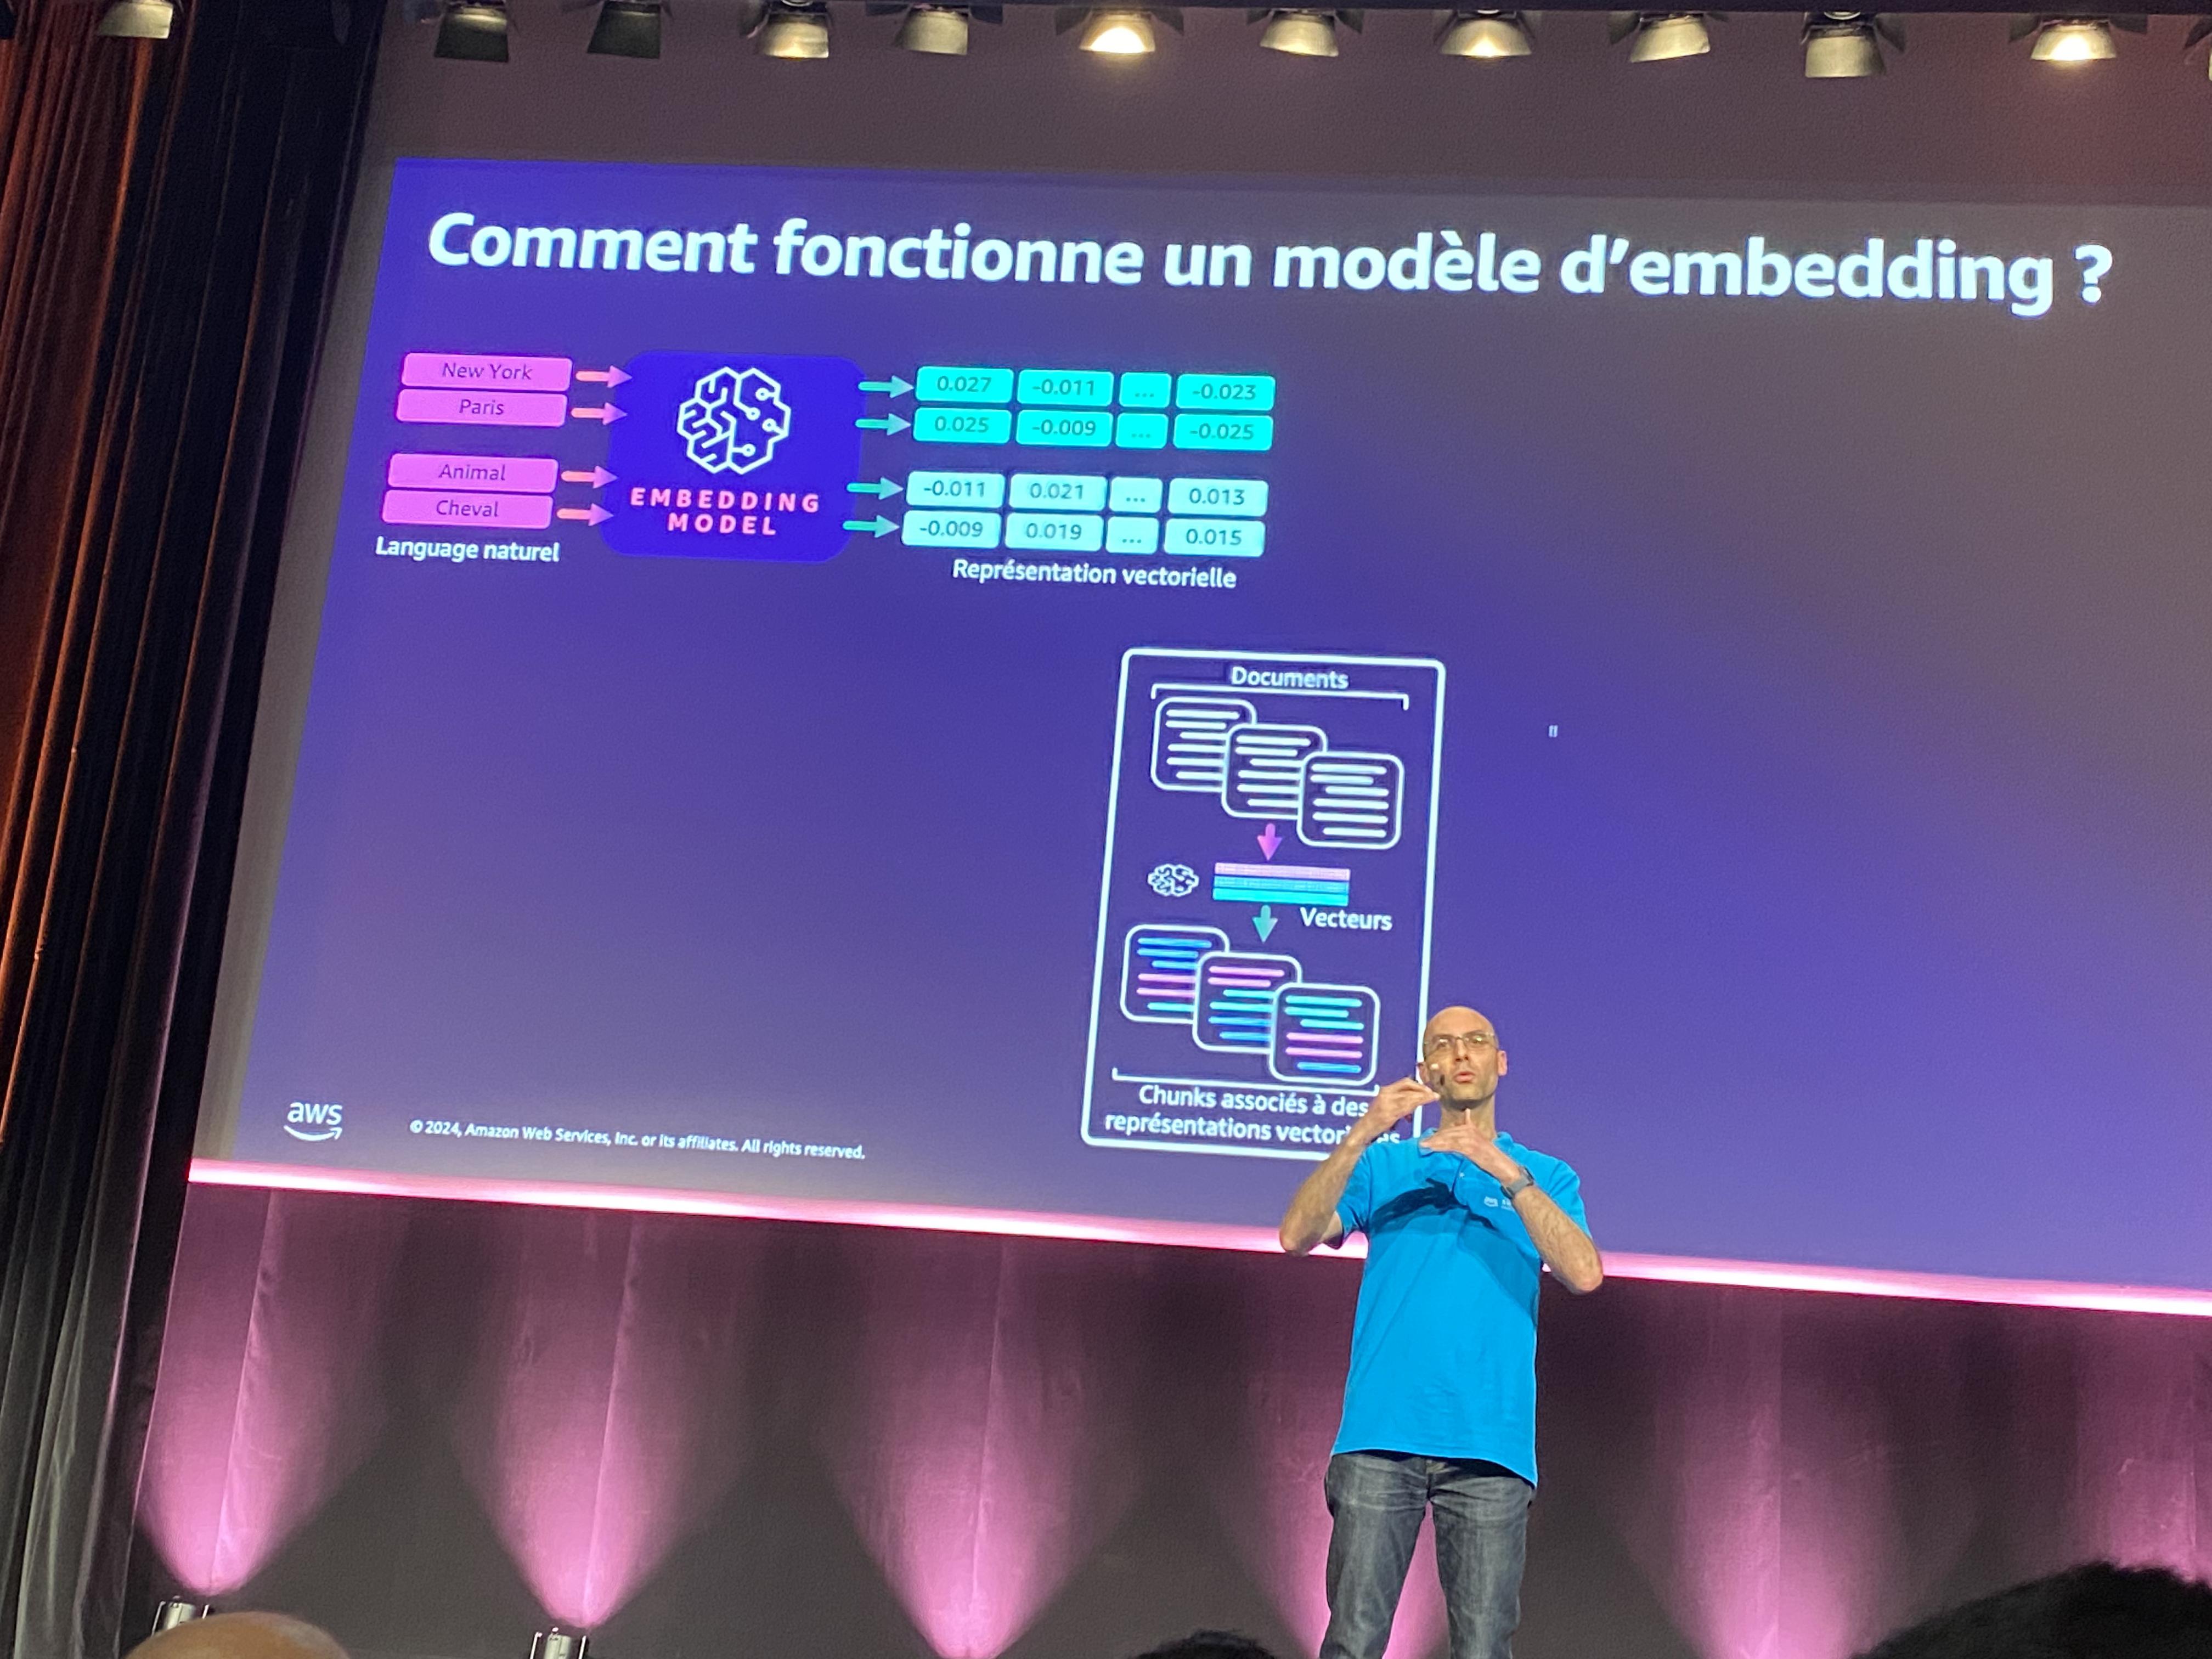 Comment fonctionne un modèle d'embedding ?
New York
Paris
Animal
Cheval
Language naturel
EMBEDDING
MODEL
0.027 -0.011 ... -0.023
0.025 -0.009 ... -0.025
-0.011 0.021 ... 0.013
-0.009 0.019 ... 0.015
Représentation vectorielle
Documents
Vecteurs
Chunks associés à des
représentations
aws
© 2024, Amazon Web Services, Inc. or its affiliates. All rights reserved.
aws